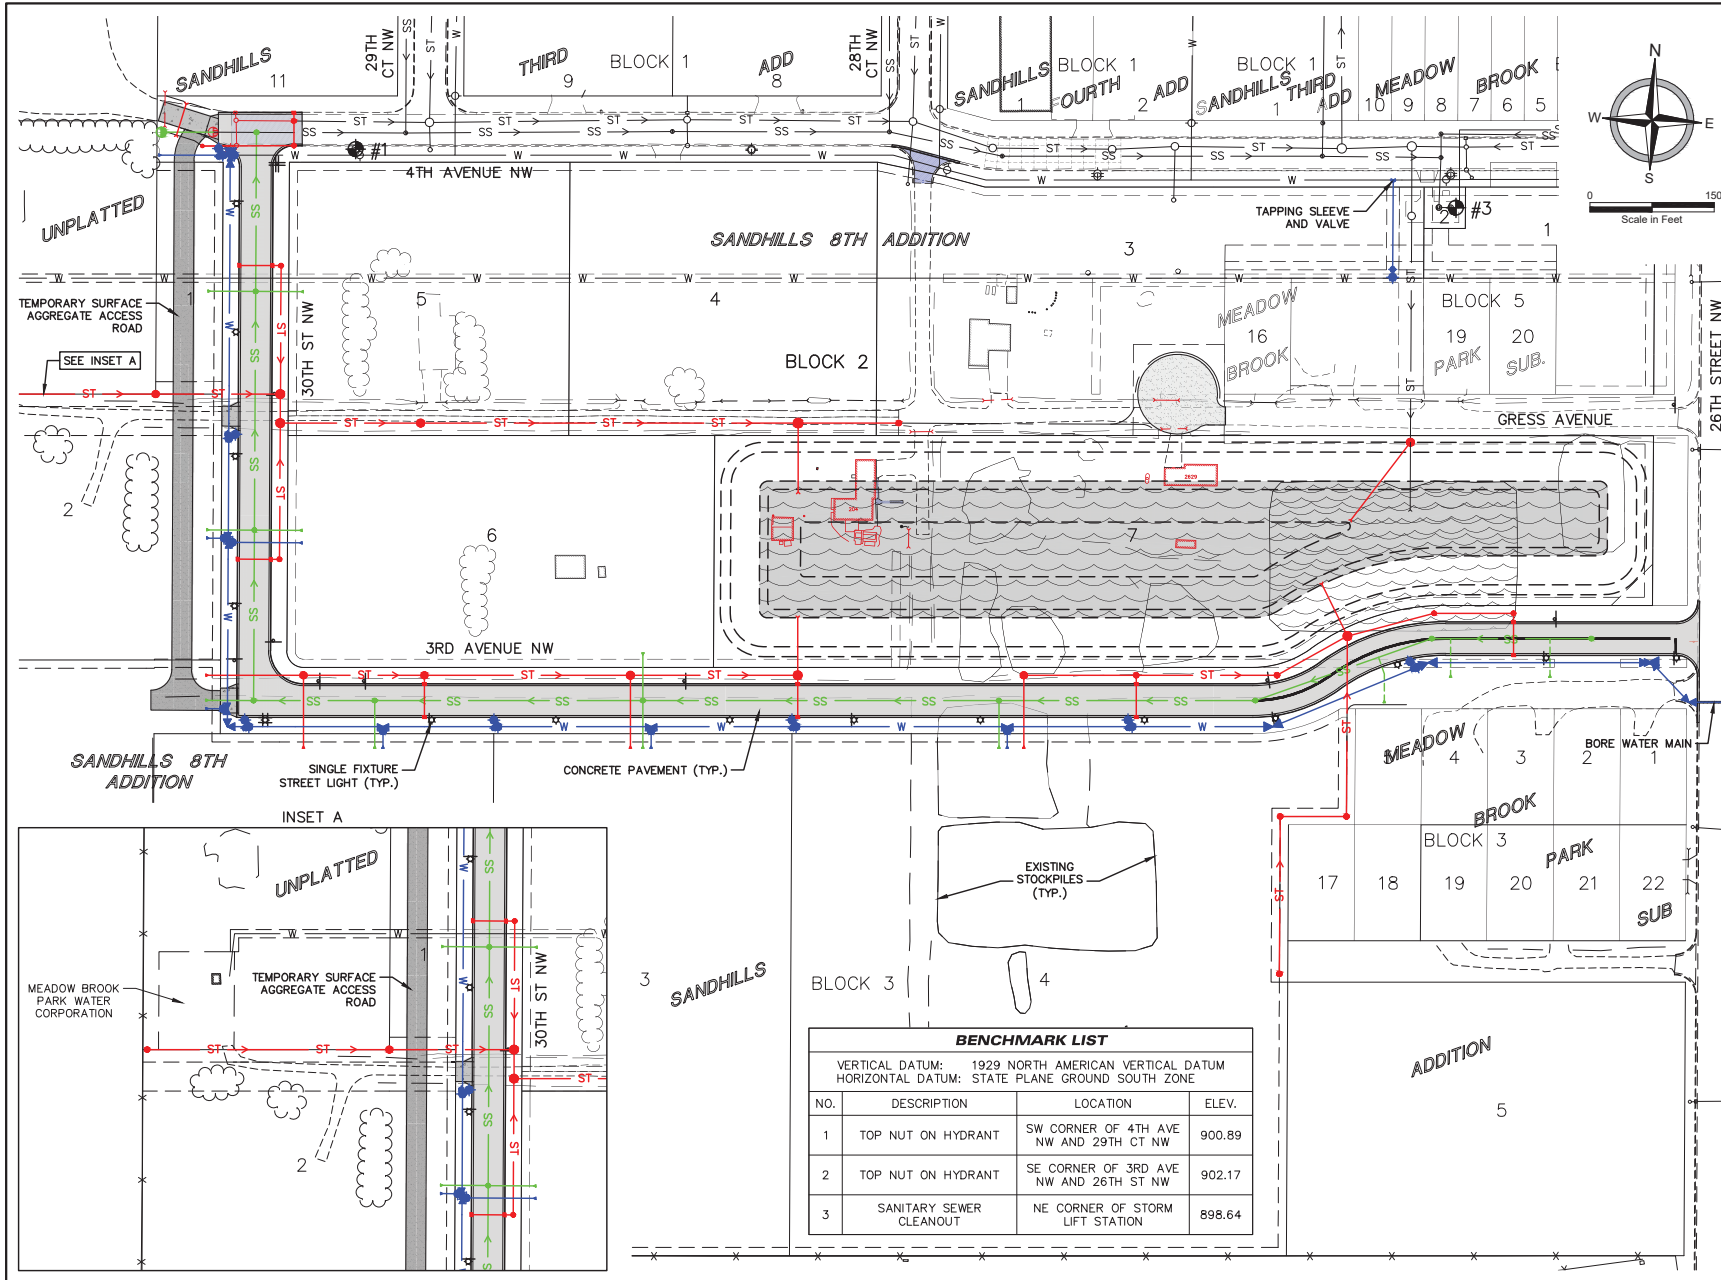 SANDHILLS
11
29TH
CT NW
THIRD
9
BLOCK 1
ADD
8
28TH
CT NW
SANDHILLS
1
FOURTH
BLOCK 1
2
ADD
SANDHILLS
1
THIRD
BLOCK 1
ADD
MEADOW
BROOK
10
9
8
7
6
5
N
W
E
S
0
150
Scale in Feet
#1
4TH AVENUE NW
UNPLATTED
SANDHILLS 8TH ADDITION
TAPPING SLEEVE
AND VALVE
2
#3
3
1
1
TEMPORARY SURFACE
AGGREGATE ACCESS
ROAD
SEE INSET A
30TH ST NW
5
4
BLOCK 2
MEADOW
16
BROOK
BLOCK 5
19
20
PARK
SUB.
26TH STREET NW
GRESS AVENUE
2
6
7
204
2629
3RD AVENUE NW
SANDHILLS 8TH
ADDITION
SINGLE FIXTURE
STREET LIGHT (TYP.)
CONCRETE PAVEMENT (TYP.)
BORE WATER MAIN
MEADOW
4
3
2
1
BROOK
BLOCK 3
PARK
17
18
19
20
21
22
SUB
EXISTING
STOCKPILES
(TYP.)
3
SANDHILLS
BLOCK 3
4
ADDITION
5
INSET A
UNPLATTED
1
TEMPORARY SURFACE
AGGREGATE ACCESS
ROAD
MEADOW BROOK
PARK WATER
CORPORATION
30TH ST NW
2
ST
SS
W
BENCHMARK LIST
VERTICAL DATUM: 1929 NORTH AMERICAN VERTICAL DATUM
HORIZONTAL DATUM: STATE PLANE GROUND SOUTH ZONE
NO. DESCRIPTION LOCATION ELEV.
1 TOP NUT ON HYDRANT SW CORNER OF 4TH AVE NW AND 29TH CT NW 900.89
2 TOP NUT ON HYDRANT SE CORNER OF 3RD AVE NW AND 26TH ST NW 902.17
3 SANITARY SEWER CLEANOUT NE CORNER OF STORM LIFT STATION 898.64